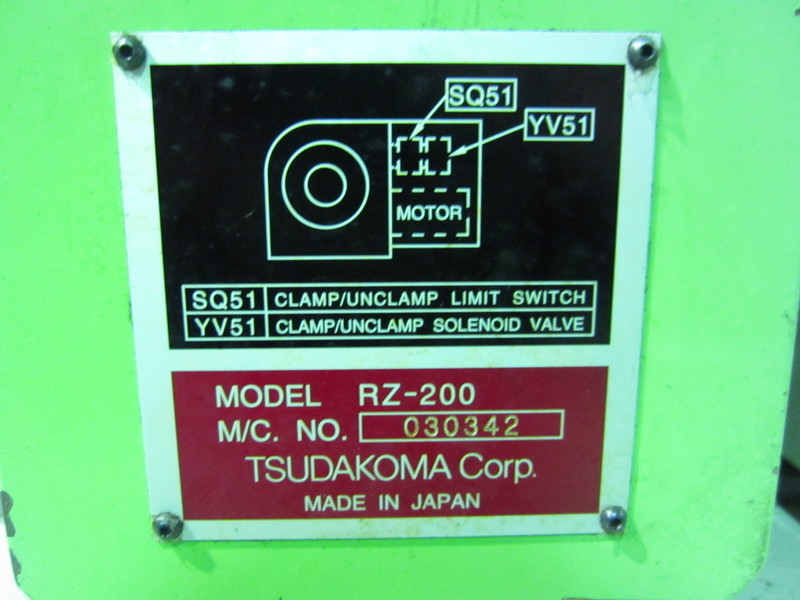 SQ51
YV51
MOTOR
SQ51 CLAMP/UNCLAMP LIMIT SWITCH
YV51 CLAMP/UNCLAMP SOLENOID VALVE
MODEL RZ-200
M/C. NO. 030342
TSUDAKOMA Corp.
MADE IN JAPAN